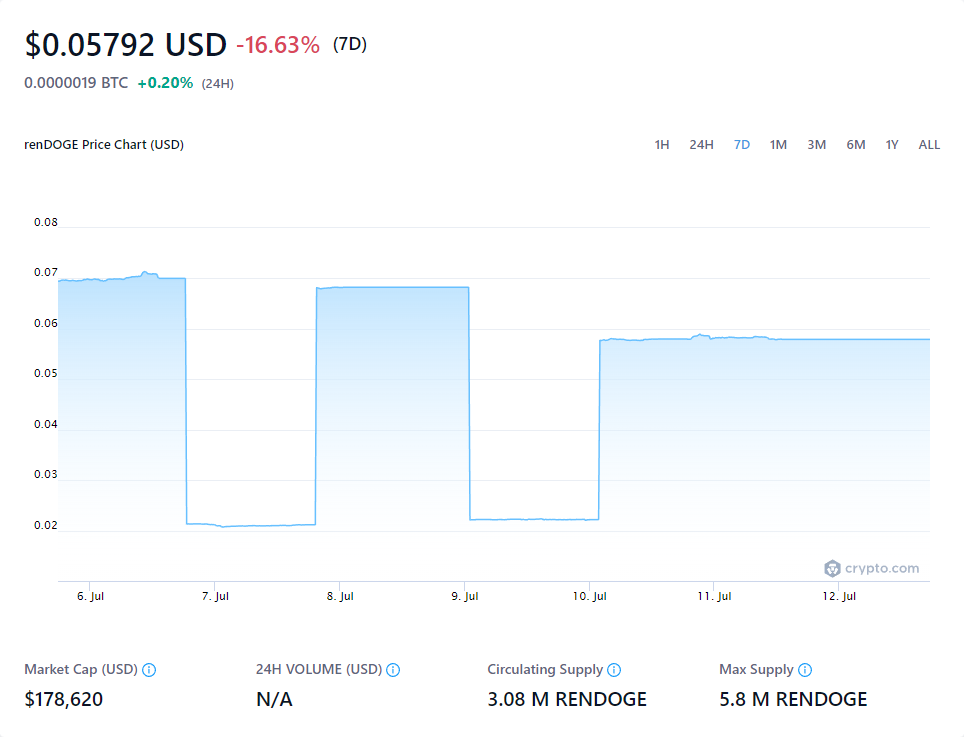 $0.05792 USD -16.63% (7D)
0.0000019 BTC +0.20% (24H)
renDOGE Price Chart (USD) 1H 24H 7D 1M 3M 6M 1Y ALL
0.08
0.07
0.06
0.05
0.04
0.03
0.02
crypto.com
6. Jul 7. Jul 8. Jul 9. Jul 10. Jul 11. Jul 12. Jul
Market Cap (USD) 24H VOLUME (USD) Circulating Supply Max Supply
$178,620 N/A 3.08 M RENDOGE 5.8 M RENDOGE